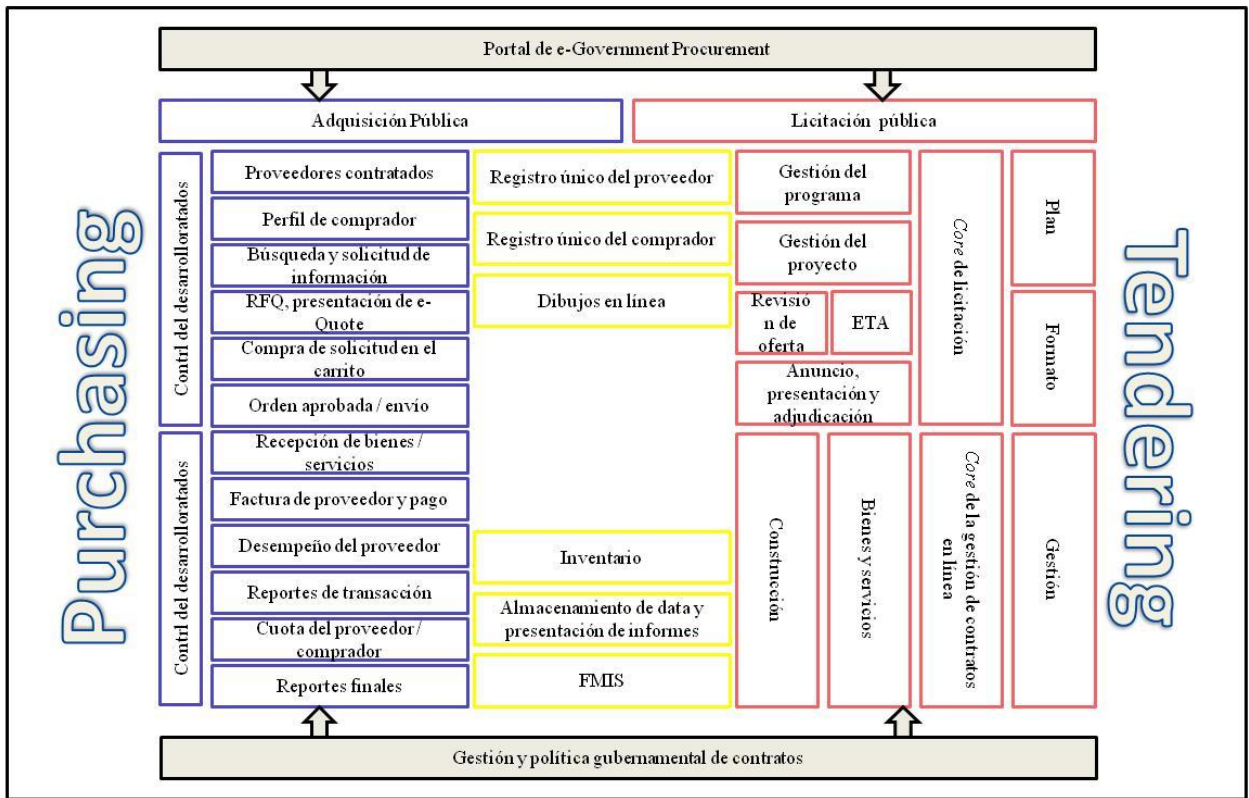 Portal de e-Government Procurement
Adquisición Pública
Licitación pública
Purchasing
Contrl del desarrolloratados
Contrl del desarrolloratados
Proveedores contratados
Perfil de comprador
Búsqueda y solicitud de
información
RFQ, presentación de e-
Quote
Compra de solicitud en el
carrito
Orden aprobada / envío
Recepción de bienes /
servicios
Factura de proveedor y pago
Desempeño del proveedor
Reportes de transacción
Cuota del proveedor /
comprador
Reportes finales
Registro único del proveedor
Registro único del comprador
Dibujos en línea
Inventario
Almacenamiento de data y
presentación de informes
FMIS
Gestión del
programa
Gestión del
proyecto
Revisió
n de
oferta
ETA
Anuncio,
presentación y
adjudicación
Construcción
Bienes y servicios
Core de licitación
Core de la gestión de contratos
en línea
Plan
Formato
Gestión
Tendering
Gestión y política gubernamental de contratos